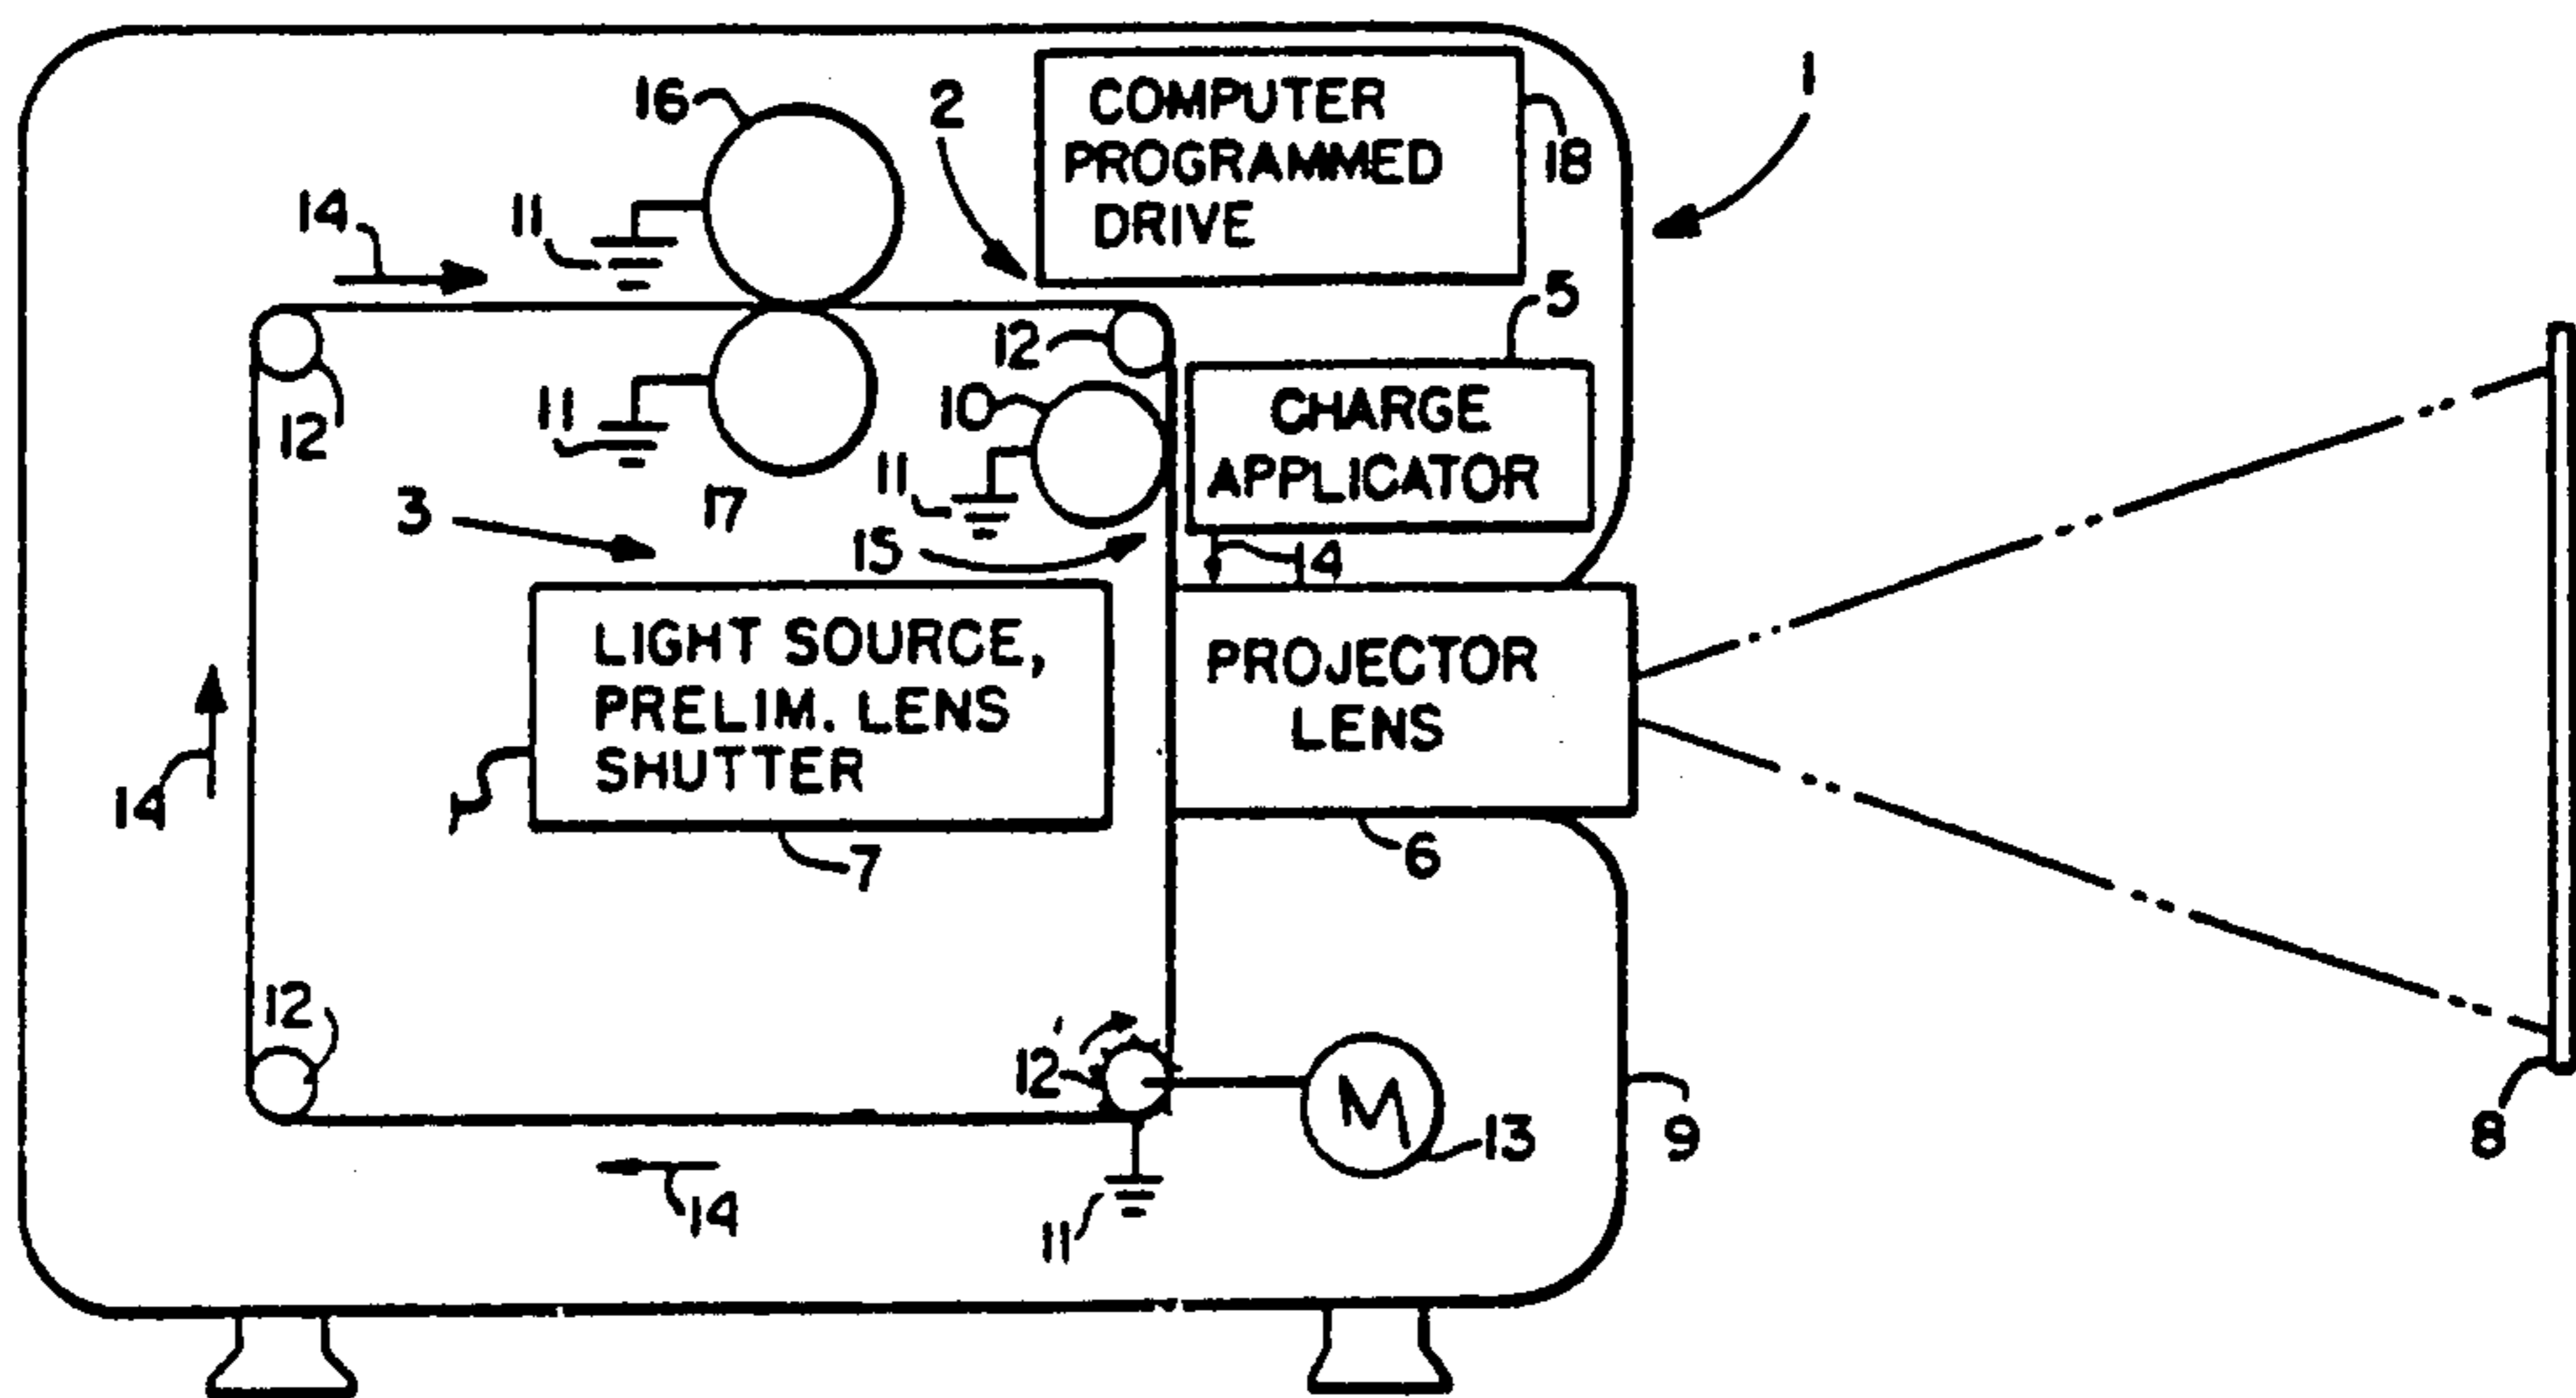 1
16
2
COMPUTER
PROGRAMMED
DRIVE
18
14
11
5
12
12
11
10
CHARGE
APPLICATOR
11
3
17
15
14
LIGHT SOURCE,
PRELIM. LENS
SHUTTER
PROJECTOR
LENS
14
7
6
12
12'
M
13
9
8
14
11